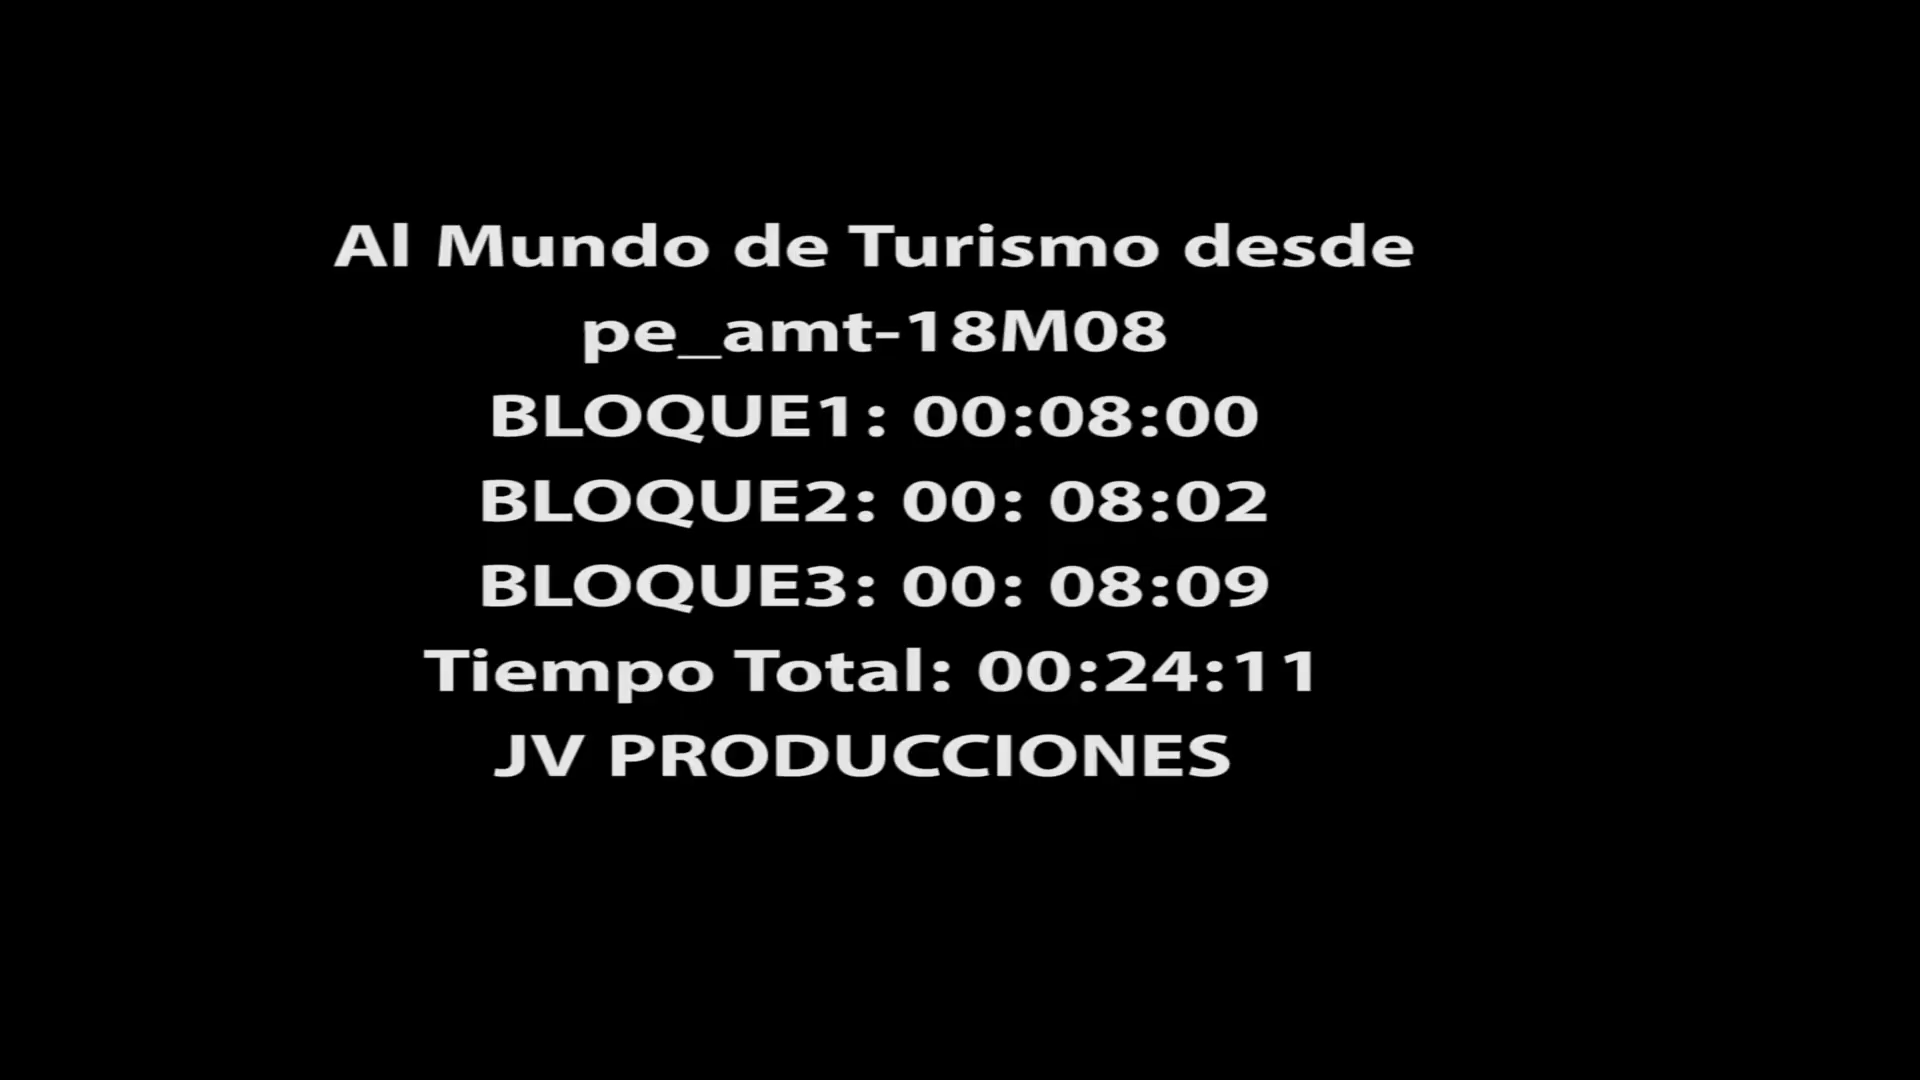 Al Mundo de Turismo desde
pe_amt-18M08
BLOQUE1: 00:08:00
BLOQUE2: 00: 08:02
BLOQUE3: 00: 08:09
Tiempo Total: 00:24:11
JV PRODUCCIONES